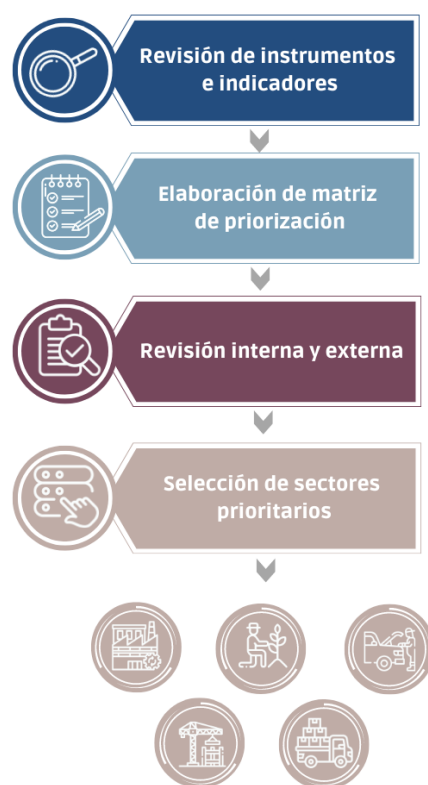 Revisión de instrumentos
e indicadores
Elaboración de matriz
de priorización
Revisión interna y externa
Selección de sectores
prioritarios